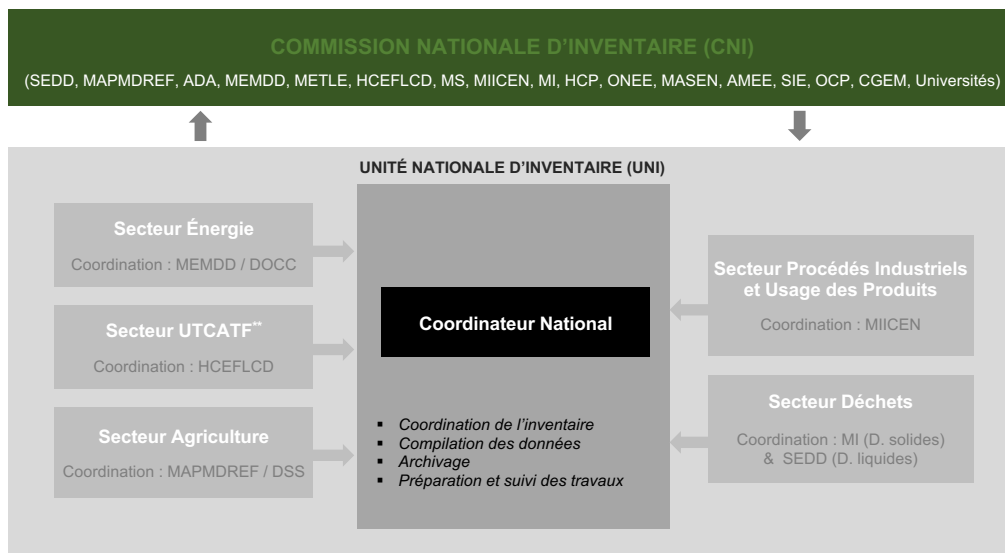 COMMISSION NATIONALE D’INVENTAIRE (CNI)
(SEDD, MAPMDREF, ADA, MEMDD, METLE, HCEFLCD, MS, MIICEN, MI, HCP, ONEE, MASEN, AMEE, SIE, OCP, CGEM, Universités)
UNITÉ NATIONALE D’INVENTAIRE (UNI)
Secteur Énergie
Coordination : MEMDD / DOCC
Secteur UTCATF**
Coordination : HCEFLCD
Secteur Agriculture
Coordination : MAPMDREF / DSS
Coordinateur National
▪ Coordination de l’inventaire
▪ Compilation des données
▪ Archivage
▪ Préparation et suivi des travaux
Secteur Procédés Industriels
et Usage des Produits
Coordination : MIICEN
Secteur Déchets
Coordination : MI (D. solides)
& SEDD (D. liquides)